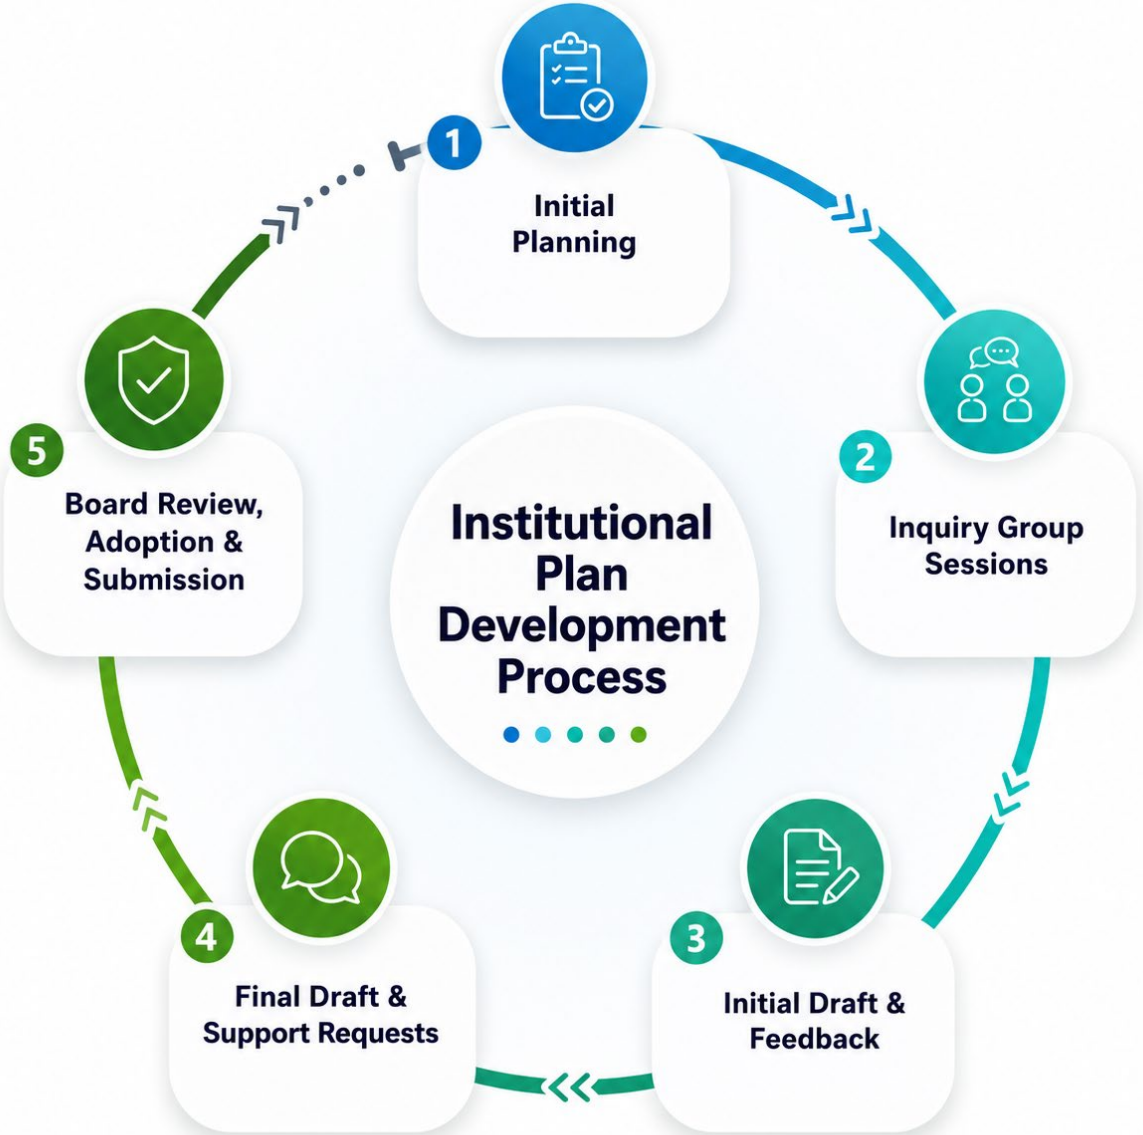 1
Initial
Planning
2
Inquiry Group
Sessions
3
Initial Draft &
Feedback
4
Final Draft &
Support Requests
5
Board Review,
Adoption &
Submission
Institutional
Plan
Development
Process